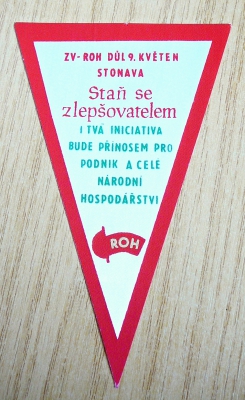 ZV-ROH DŮL 9. KVĚTEN
STONAVA
Staň se
zlepšovatelem
I TVÁ INICIATIVA
BUDE PŘÍNOSEM PRO
PODNIK A CELÉ
NÁRODNÍ
HOSPODÁŘSTVÍ
ROH